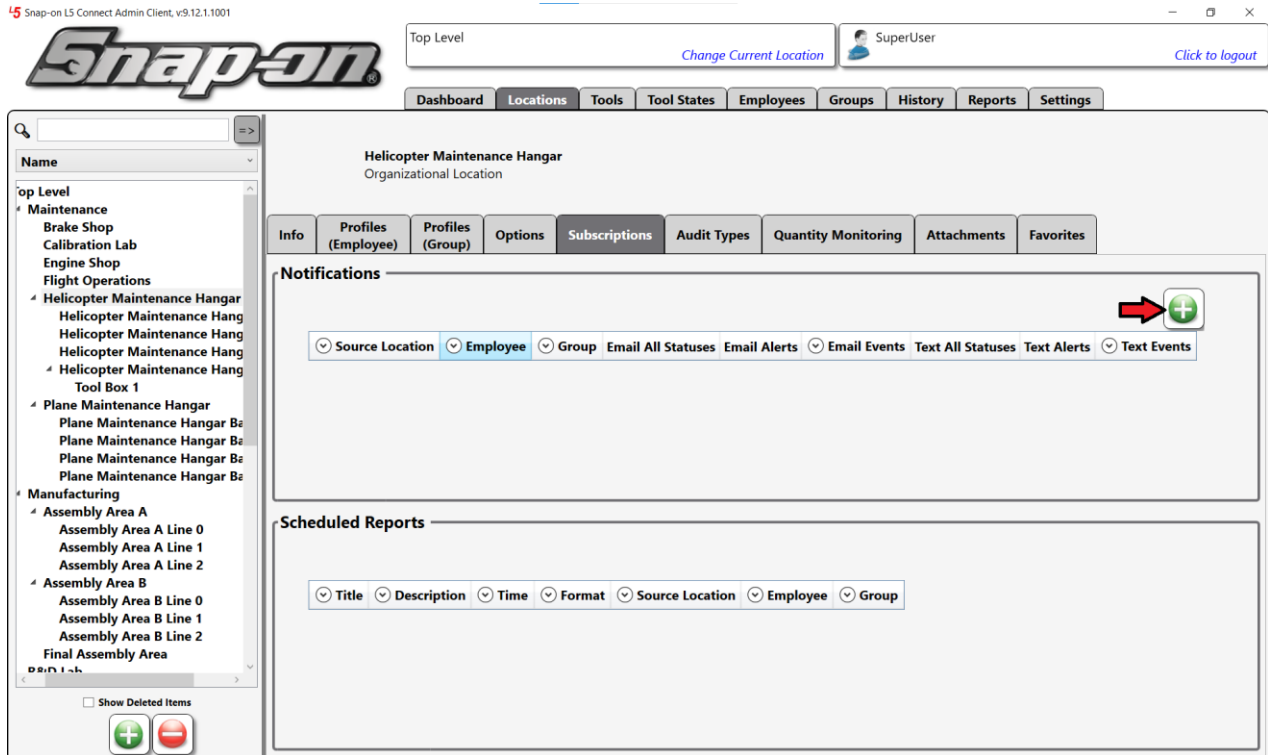 L5 Snap-on L5 Connect Admin Client, v:9.12.1.1001
Snap-on
®
Top Level
Change Current Location
SuperUser
Click to logout
Dashboard Locations Tools Tool States Employees Groups History Reports Settings
=>
Name
op Level
Maintenance
Brake Shop
Calibration Lab
Engine Shop
Flight Operations
Helicopter Maintenance Hangar
Helicopter Maintenance Hang
Helicopter Maintenance Hang
Helicopter Maintenance Hang
Helicopter Maintenance Hang
Tool Box 1
Plane Maintenance Hangar
Plane Maintenance Hangar Ba
Plane Maintenance Hangar Ba
Plane Maintenance Hangar Ba
Plane Maintenance Hangar Ba
Manufacturing
Assembly Area A
Assembly Area A Line 0
Assembly Area A Line 1
Assembly Area A Line 2
Assembly Area B
Assembly Area B Line 0
Assembly Area B Line 1
Assembly Area B Line 2
Final Assembly Area
R&D Lab
Show Deleted Items
Helicopter Maintenance Hangar
Organizational Location
Info Profiles (Employee) Profiles (Group) Options Subscriptions Audit Types Quantity Monitoring Attachments Favorites
Notifications
Source Location Employee Group Email All Statuses Email Alerts Email Events Text All Statuses Text Alerts Text Events
Scheduled Reports
Title Description Time Format Source Location Employee Group